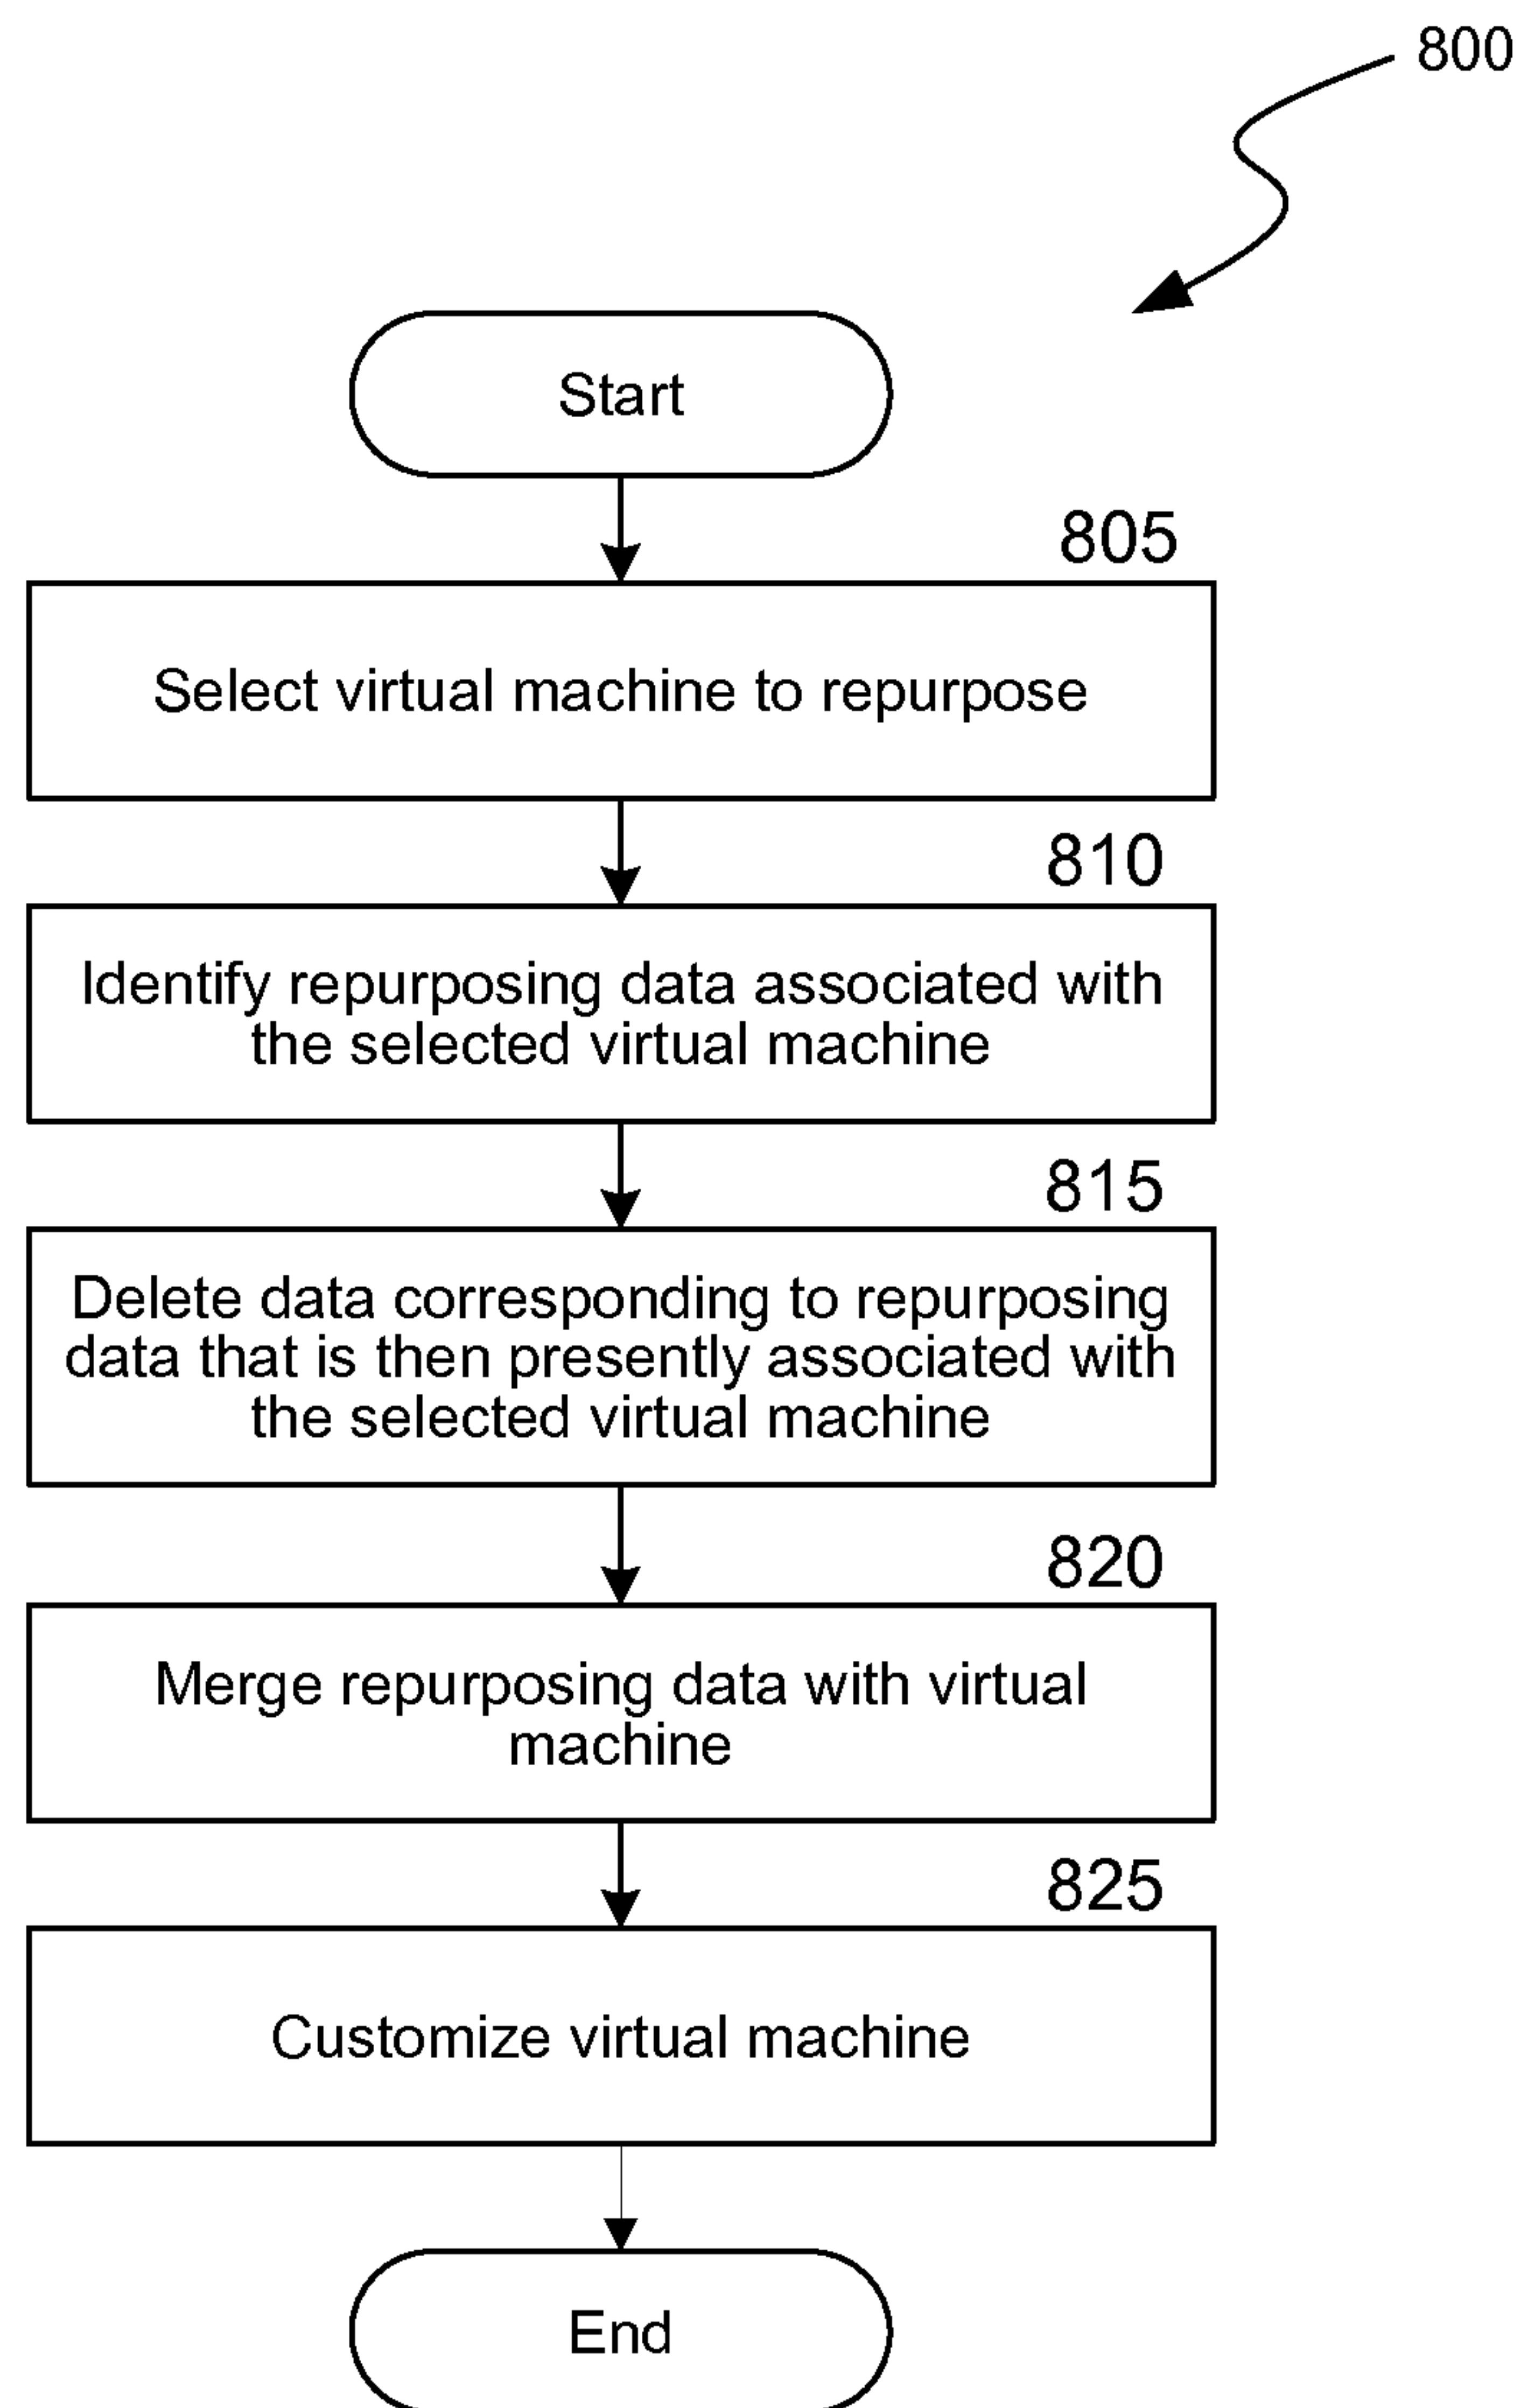 800
Start
805
Select virtual machine to repurpose
810
Identify repurposing data associated with
the selected virtual machine
815
Delete data corresponding to repurposing
data that is then presently associated with
the selected virtual machine
820
Merge repurposing data with virtual
machine
825
Customize virtual machine
End